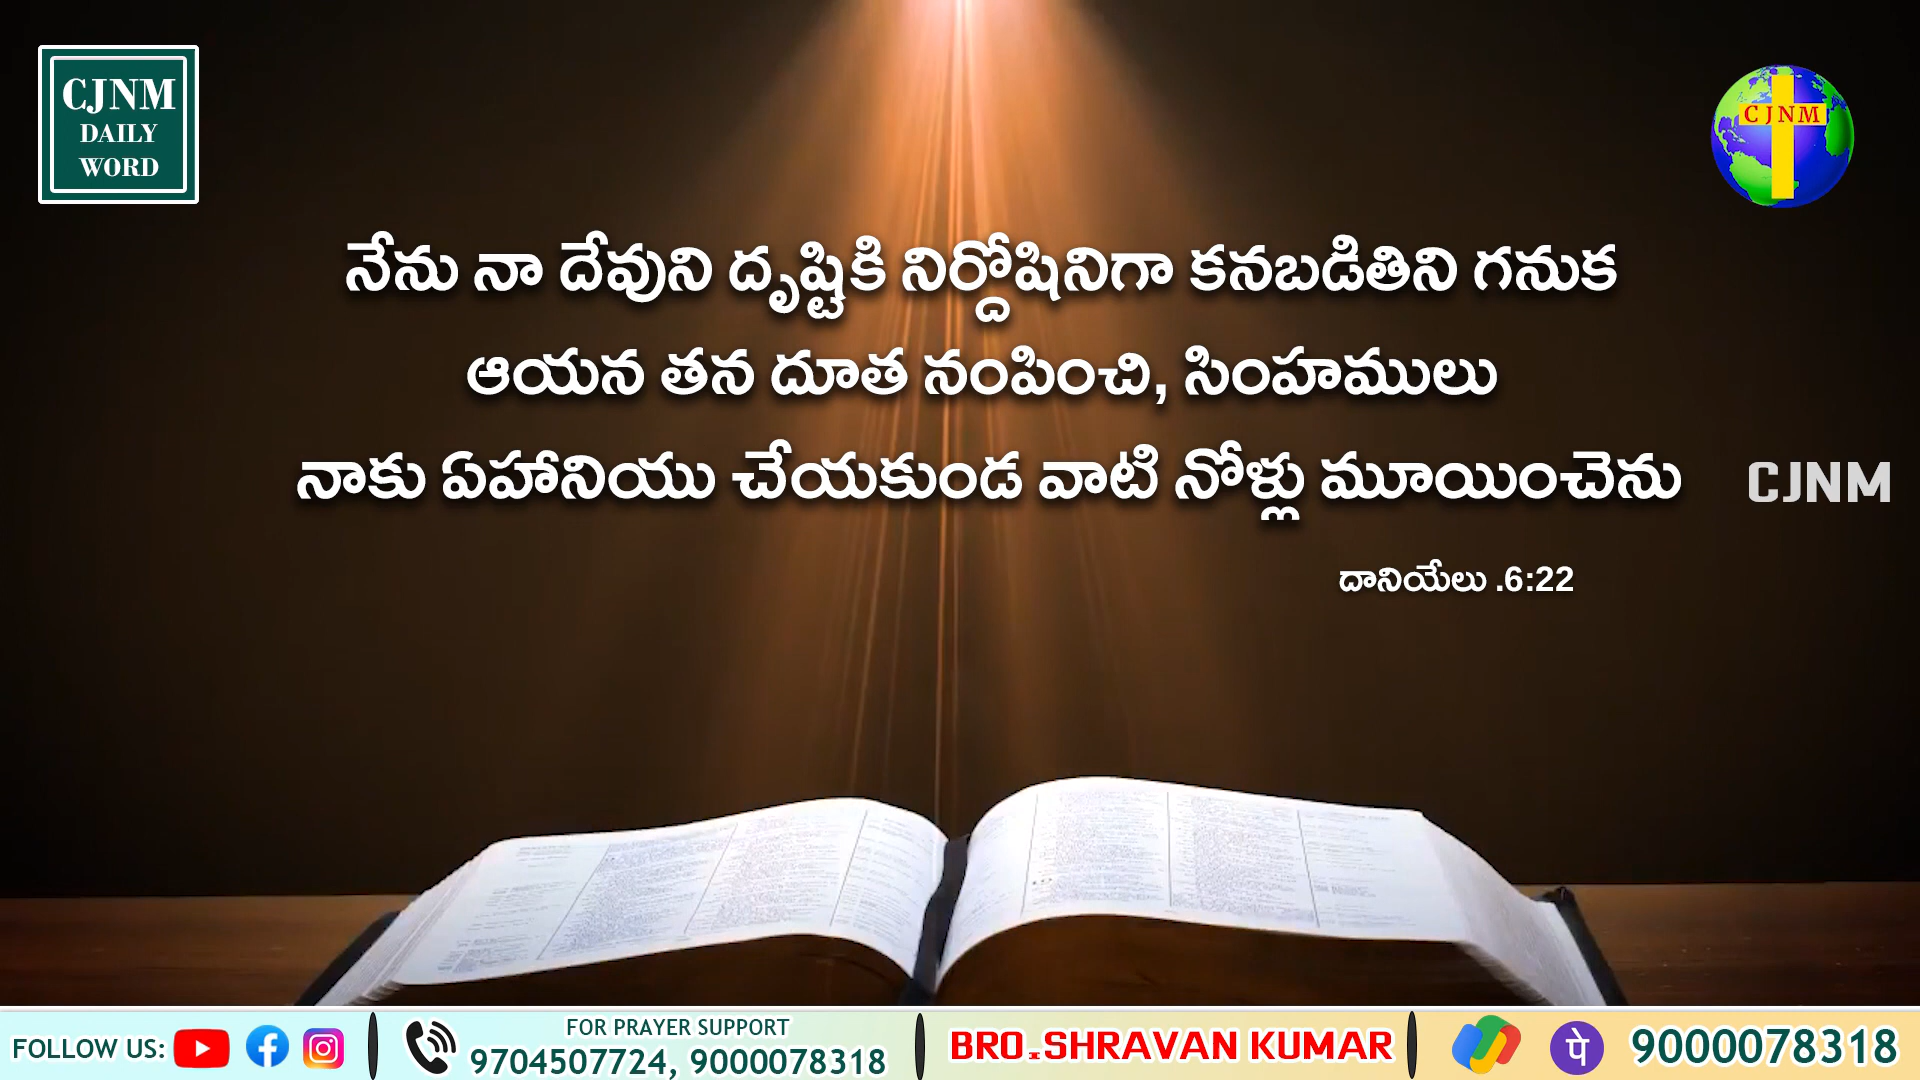 CJNM
DAILY
WORD
CJNM
నేను నా దేవుని దృష్టికి నిర్దోషినిగా కనబడితిని గనుక
ఆయన తన దూత నంపించి, సింహములు
నాకు ఏహానియు చేయకుండ వాటి నోళ్లు మూయించెను
CJNM
దానియేలు .6:22
FOLLOW US:
FOR PRAYER SUPPORT
9704507724, 9000078318
BRO.SHRAVAN KUMAR
पे
9000078318